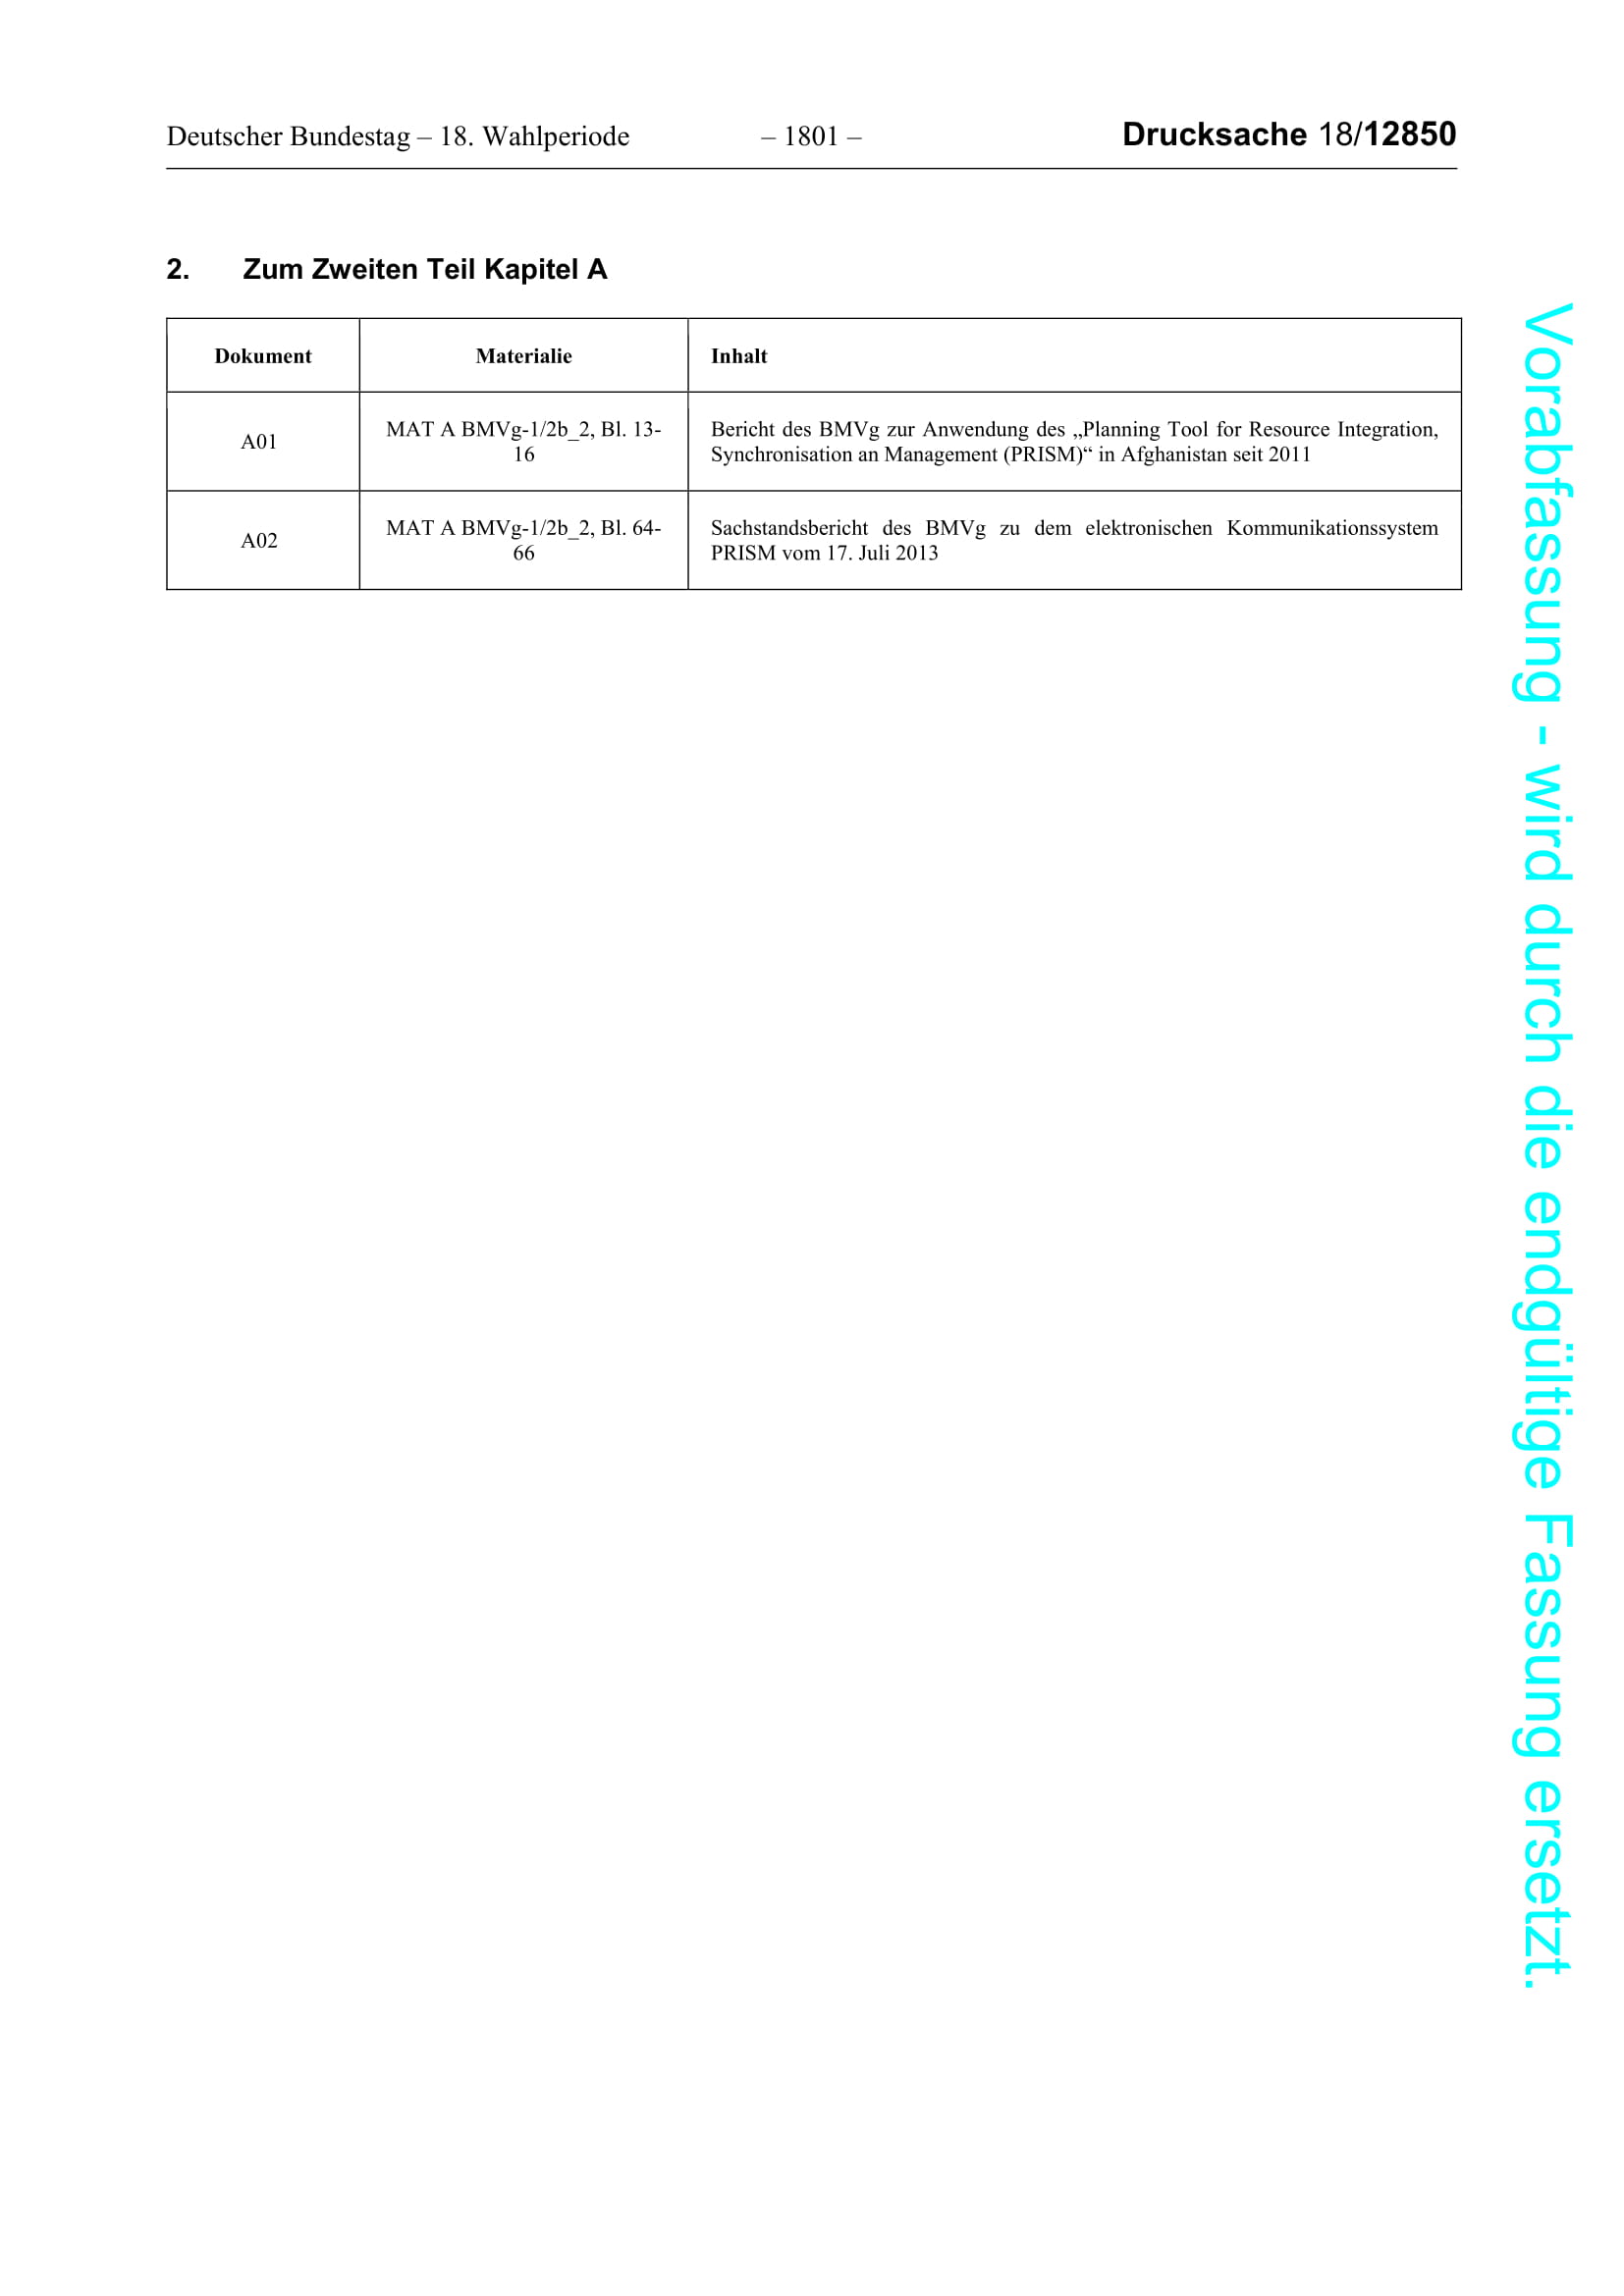 Deutscher Bundestag – 18. Wahlperiode – 1801 – Drucksache 18/12850
2. Zum Zweiten Teil Kapitel A
Dokument Materialie Inhalt
A01
MAT A BMVg-1/2b_2, Bl. 13-
16
Bericht des BMVg zur Anwendung des „Planning Tool for Resource Integration,
Synchronisation an Management (PRISM)“ in Afghanistan seit 2011
A02
MAT A BMVg-1/2b_2, Bl. 64-
66
Sachstandsbericht des BMVg zu dem elektronischen Kommunikationssystem
PRISM vom 17. Juli 2013
Vorabfassung - wird durch die endgültige Fassung ersetzt.